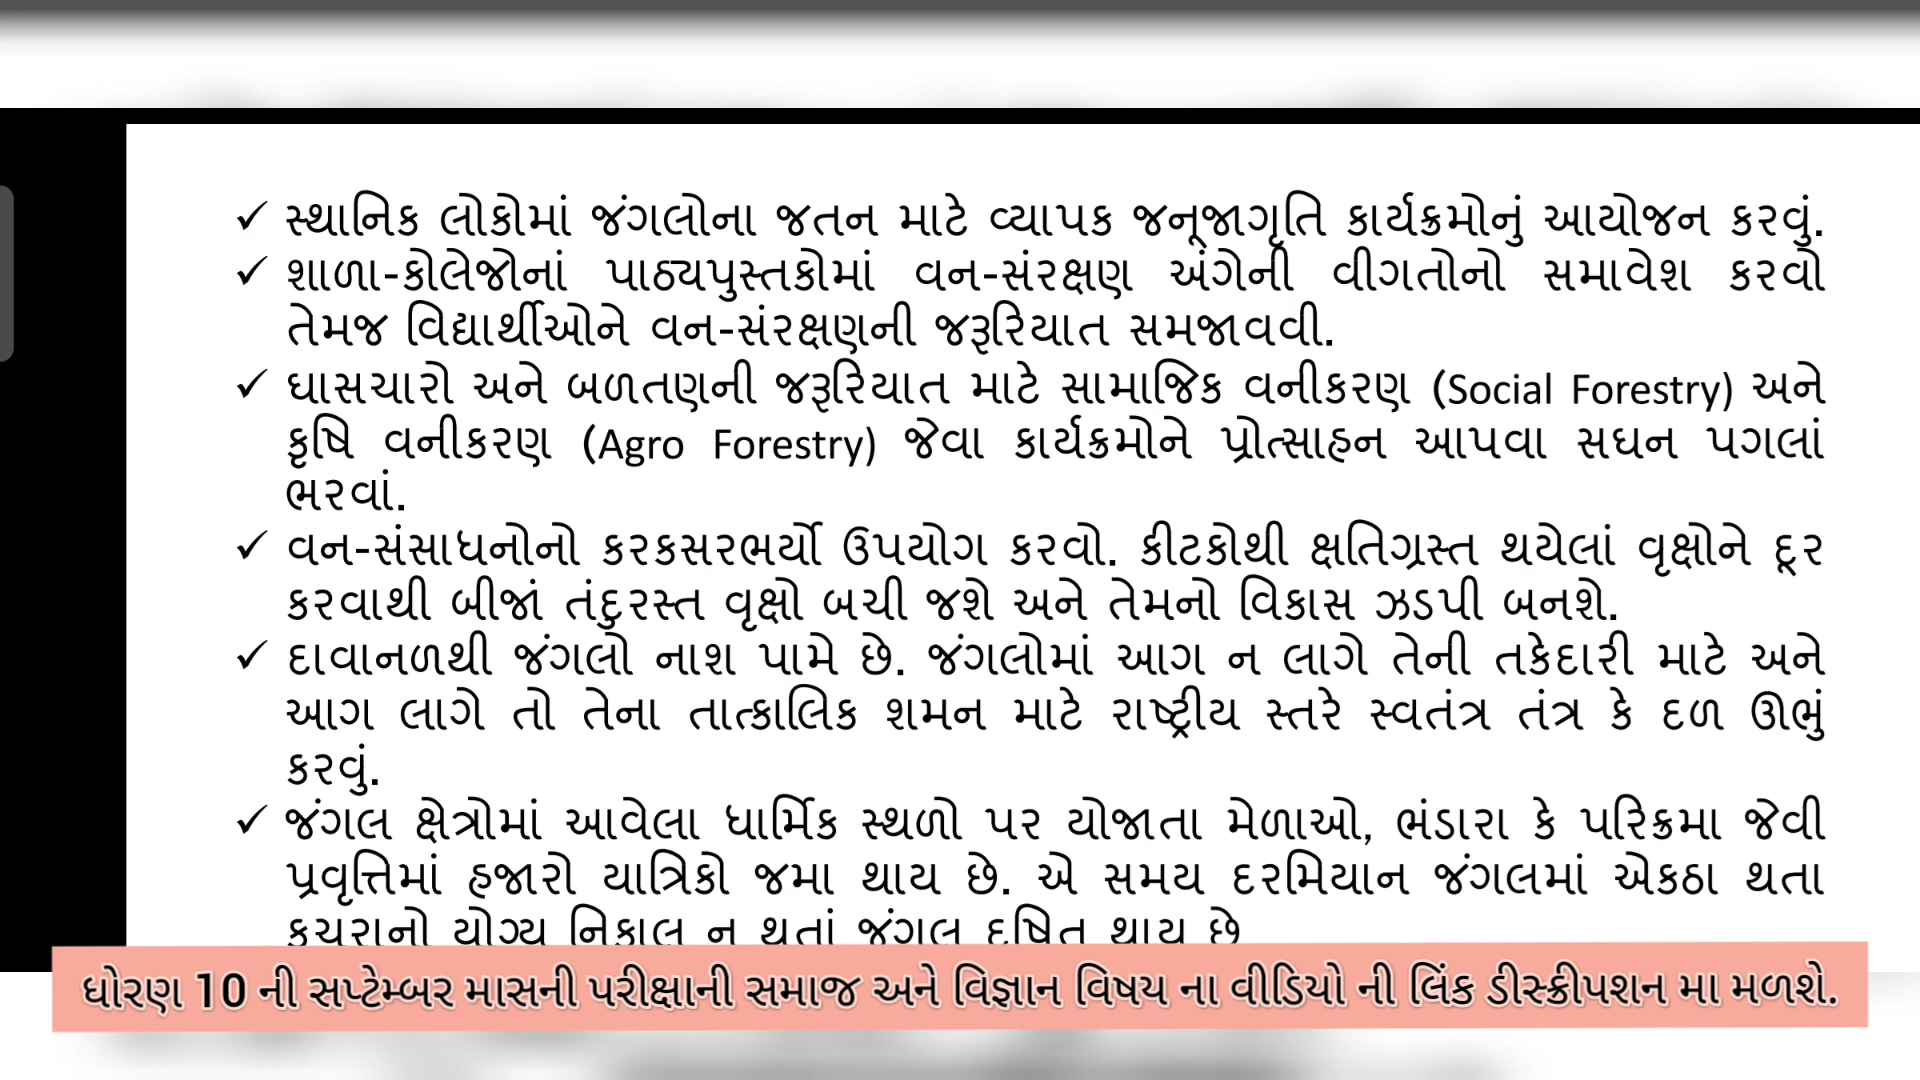 ✓ સ્થાનિક લોકોમાં જંગલોના જતન માટે વ્યાપક જનૂજાગૃતિ કાર્યક્રમોનું આયોજન કરવું.
✓ શાળા-કોલેજોનાં પાઠ્યપુસ્તકોમાં વન-સંરક્ષણ અંગેની વીગતોનો સમાવેશ કરવો
તેમજ વિદ્યાર્થીઓને વન-સંરક્ષણની જરૂરિયાત સમજાવવી.
✓ ઘાસચારો અને બળતણની જરૂરિયાત માટે સામાજિક વનીકરણ (Social Forestry) અને
કૃષિ વનીકરણ (Agro Forestry) જેવા કાર્યક્રમોને પ્રોત્સાહન આપવા સઘન પગલાં
ભરવાં.
✓ વન-સંસાધનોનો કરકસરભર્યો ઉપયોગ કરવો. કીટકોથી ક્ષતિગ્રસ્ત થયેલાં વૃક્ષોને દૂર
કરવાથી બીજાં તંદુરસ્ત વૃક્ષો બચી જશે અને તેમનો વિકાસ ઝડપી બનશે.
✓ દાવાનળથી જંગલો નાશ પામે છે. જંગલોમાં આગ ન લાગે તેની તકેદારી માટે અને
આગ લાગે તો તેના તાત્કાલિક શમન માટે રાષ્ટ્રીય સ્તરે સ્વતંત્ર તંત્ર કે દળ ઊભું
કરવું.
✓ જંગલ ક્ષેત્રોમાં આવેલા ધાર્મિક સ્થળો પર યોજાતા મેળાઓ, ભંડારા કે પરિક્રમા જેવી
પ્રવૃત્તિમાં હજારો યાત્રિકો જમા થાય છે. એ સમય દરમિયાન જંગલમાં એકઠા થતા
કચરાનો યોગ્ય નિકાલ ન થતાં જંગલ દૂષિત થાય છે
ધોરણ 10 ની સપ્ટેમ્બર માસની પરીક્ષાની સમાજ અને વિજ્ઞાન વિષય ના વીડિયો ની લિંક ડીસ્ક્રીપશન મા મળશે.